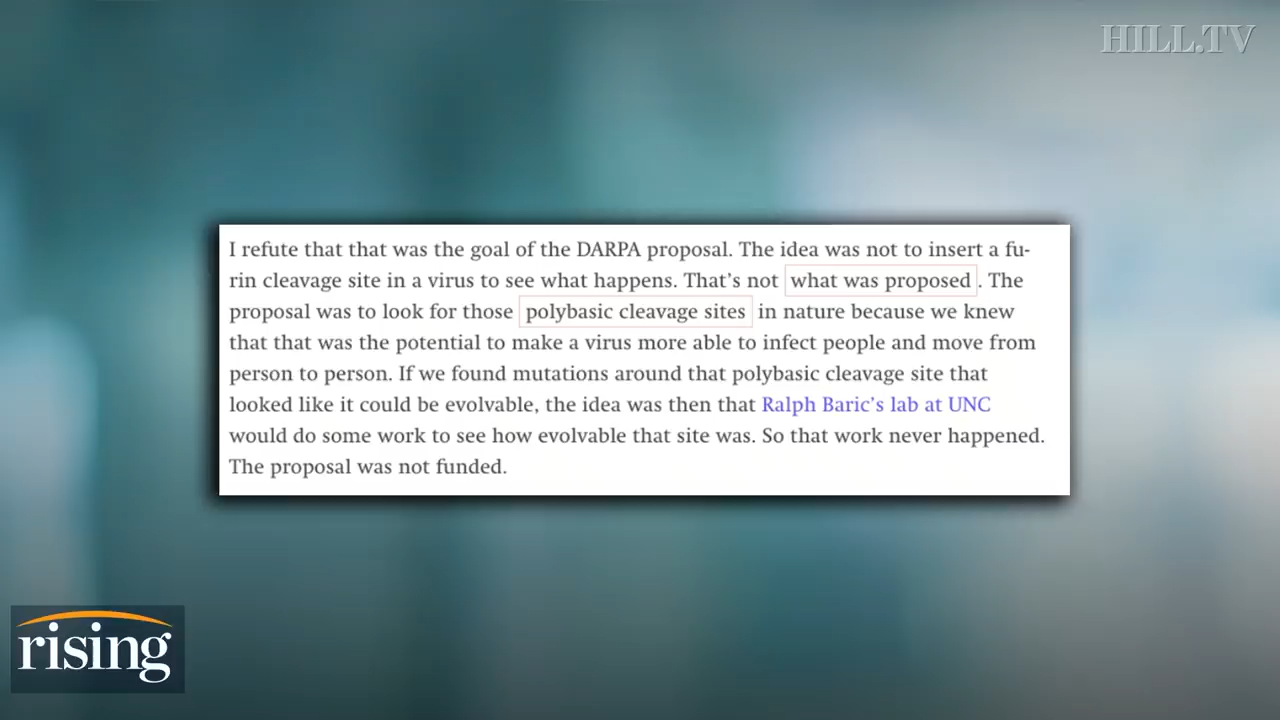 HILL.TV
I refute that that was the goal of the DARPA proposal. The idea was not to insert a fu-
rin cleavage site in a virus to see what happens. That's not what was proposed. The
proposal was to look for those polybasic cleavage sites in nature because we knew
that that was the potential to make a virus more able to infect people and move from
person to person. If we found mutations around that polybasic cleavage site that
looked like it could be evolvable, the idea was then that Ralph Baric's lab at UNC
would do some work to see how evolvable that site was. So that work never happened.
The proposal was not funded.
rising